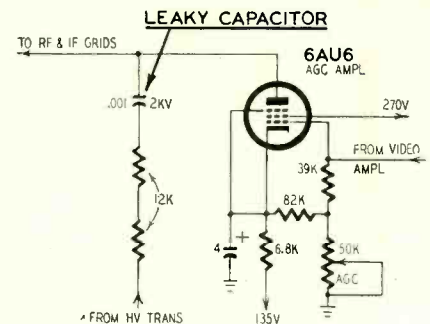 LEAKY CAPACITOR
TO RF & IF GRIDS
6AU6
AGC AMPL
.001 2KV
270V
FROM VIDEO
AMPL
39K
12K
82K
4 +
6.8K
50K
AGC
FROM HV TRANS
135V